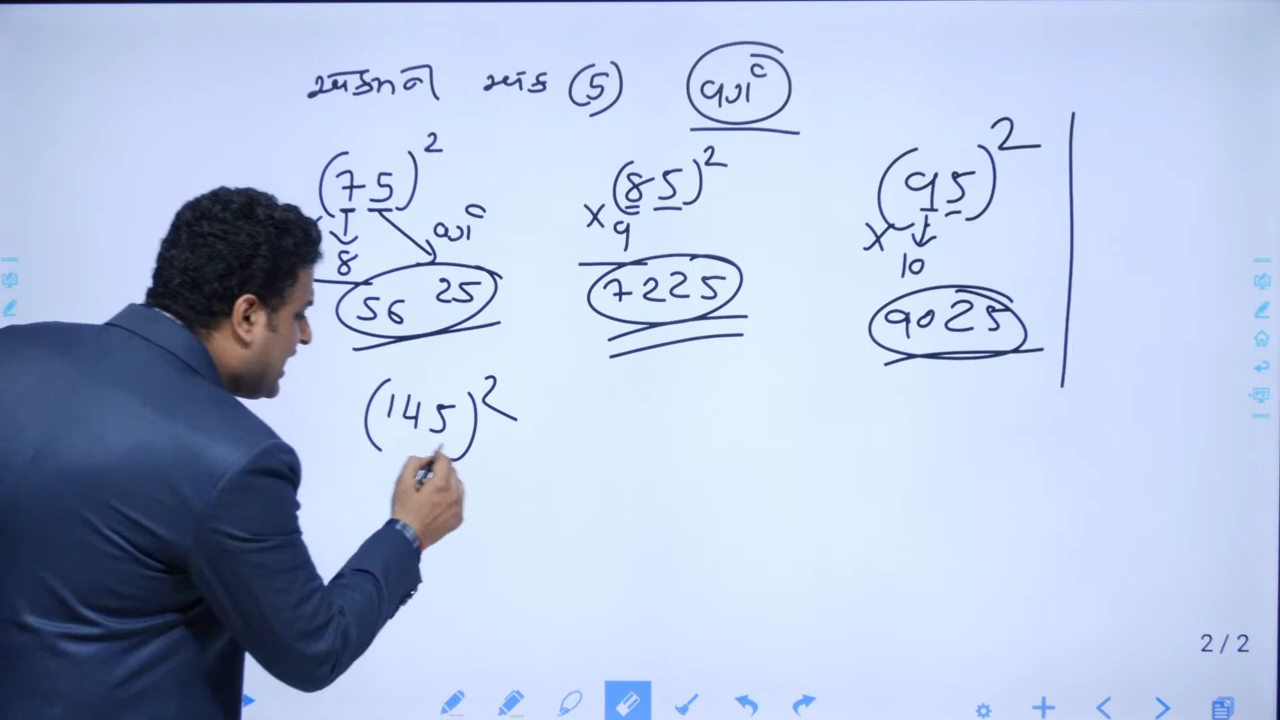 એકમનો અંક (5) વર્ગ
(75)² (85)² (95)²
8 વર્ગ × 9 × 10
56 25 7225 9025
(145)²
2 / 2